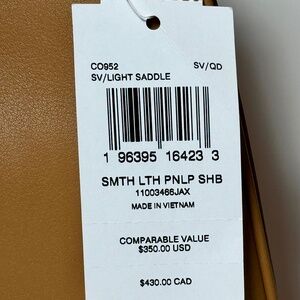 CO952 SV/QD
SV/LIGHT SADDLE
1 96395 16423 3
SMTH LTH PNLP SHB
11003466JAX
MADE IN VIETNAM
COMPARABLE VALUE
$350.00 USD
$430.00 CAD